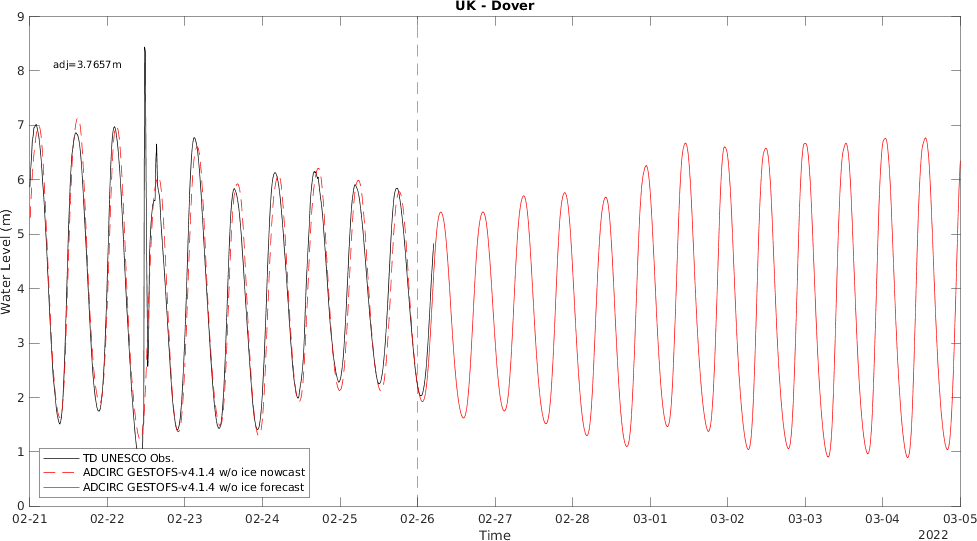 UK - Dover
9
8
7
6
5
4
3
2
1
0
Water Level (m)
adj=3.7657m
TD UNESCO Obs.
ADCIRC GESTOFS-v4.1.4 w/o ice nowcast
ADCIRC GESTOFS-v4.1.4 w/o ice forecast
02-21 02-22 02-23 02-24 02-25 02-26 02-27 02-28 03-01 03-02 03-03 03-04 03-05
Time
2022